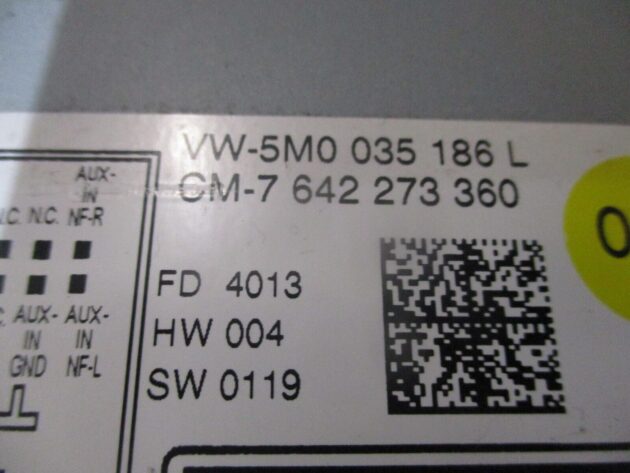 VW-5M0 035 186 L
CM-7 642 273 360
AUX-
IN
N.C. N.C. NF-R
AUX- AUX-
IN IN
GND NF-L
FD 4013
HW 004
SW 0119
0